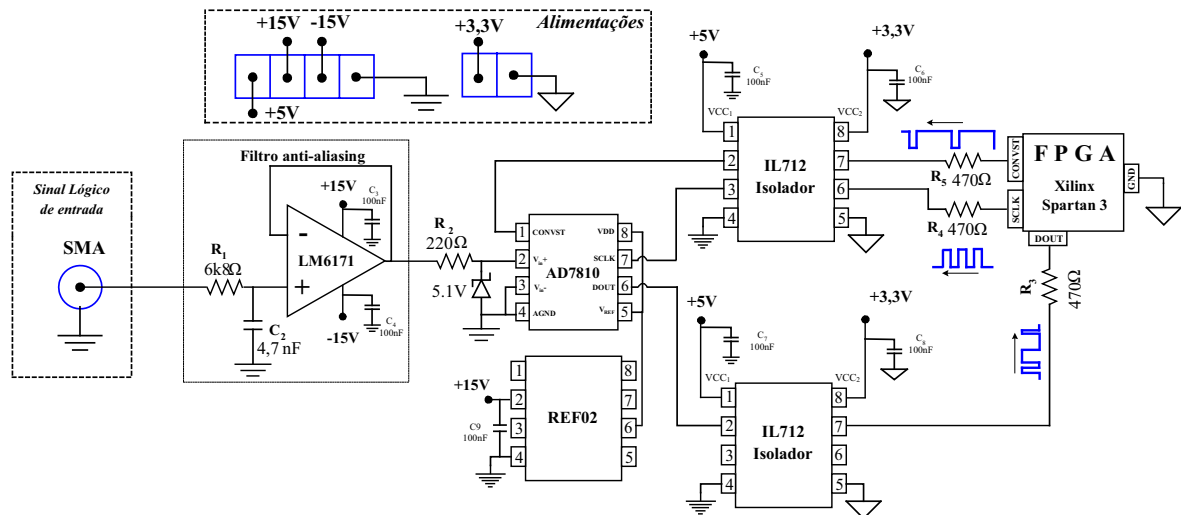 Alimentações
+15V
-15V
+5V
+3,3V
Sinal Lógico
de entrada
SMA
Filtro anti-aliasing
R1
6k8Ω
C2
4,7 nF
-
+
LM6171
+15V
C3
100nF
C4
100nF
-15V
R2
220Ω
5.1V
AD7810
1
2
3
4
CONVST
Vin+
Vin-
AGND
VDD
SCLK
DOUT
VREF
8
7
6
5
REF02
1
2
3
4
8
7
6
5
+15V
C9
100nF
+5V
C5
100nF
VCC1
+3,3V
C6
100nF
VCC2
IL712
Isolador
1
2
3
4
8
7
6
5
R5 470Ω
R4
470Ω
F P G A
Xilinx
Spartan 3
CONVST
SCLK
DOUT
GND
R3
470Ω
+5V
C7
100nF
VCC1
+3,3V
C8
100nF
VCC2
IL712
Isolador
1
2
3
4
8
7
6
5